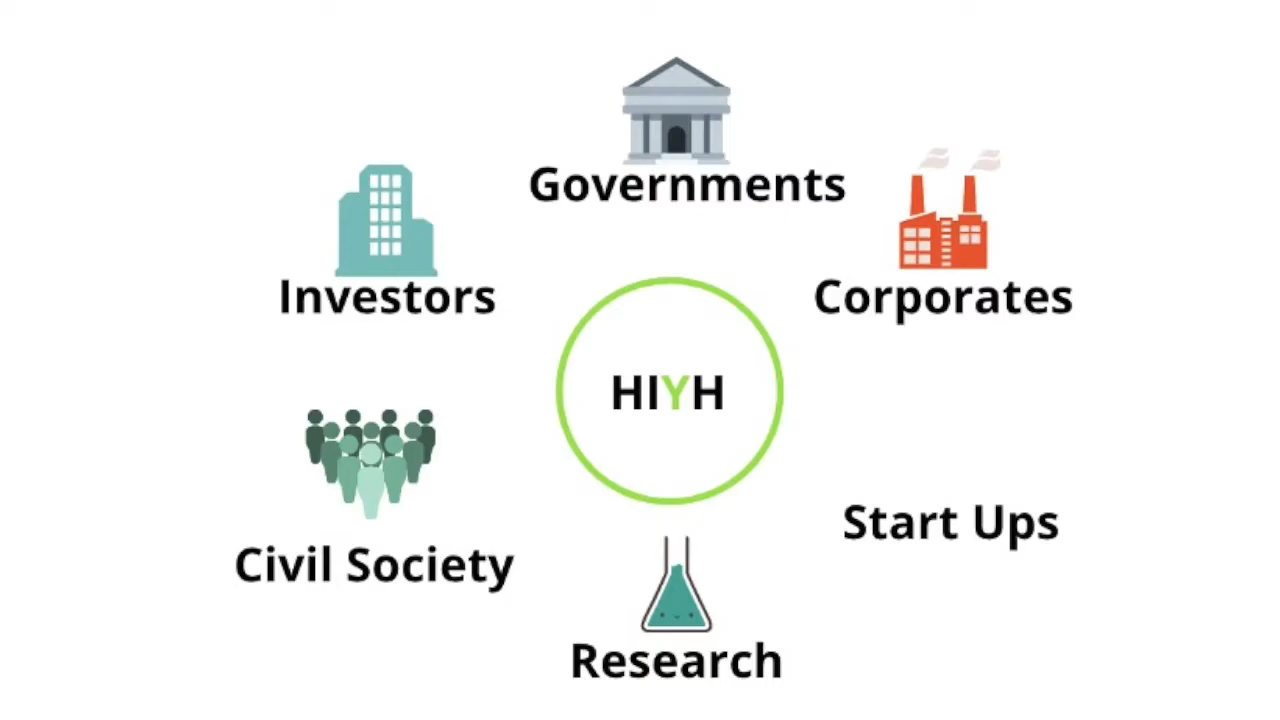 Governments
Investors
Corporates
HIYH
Start Ups
Civil Society
Research